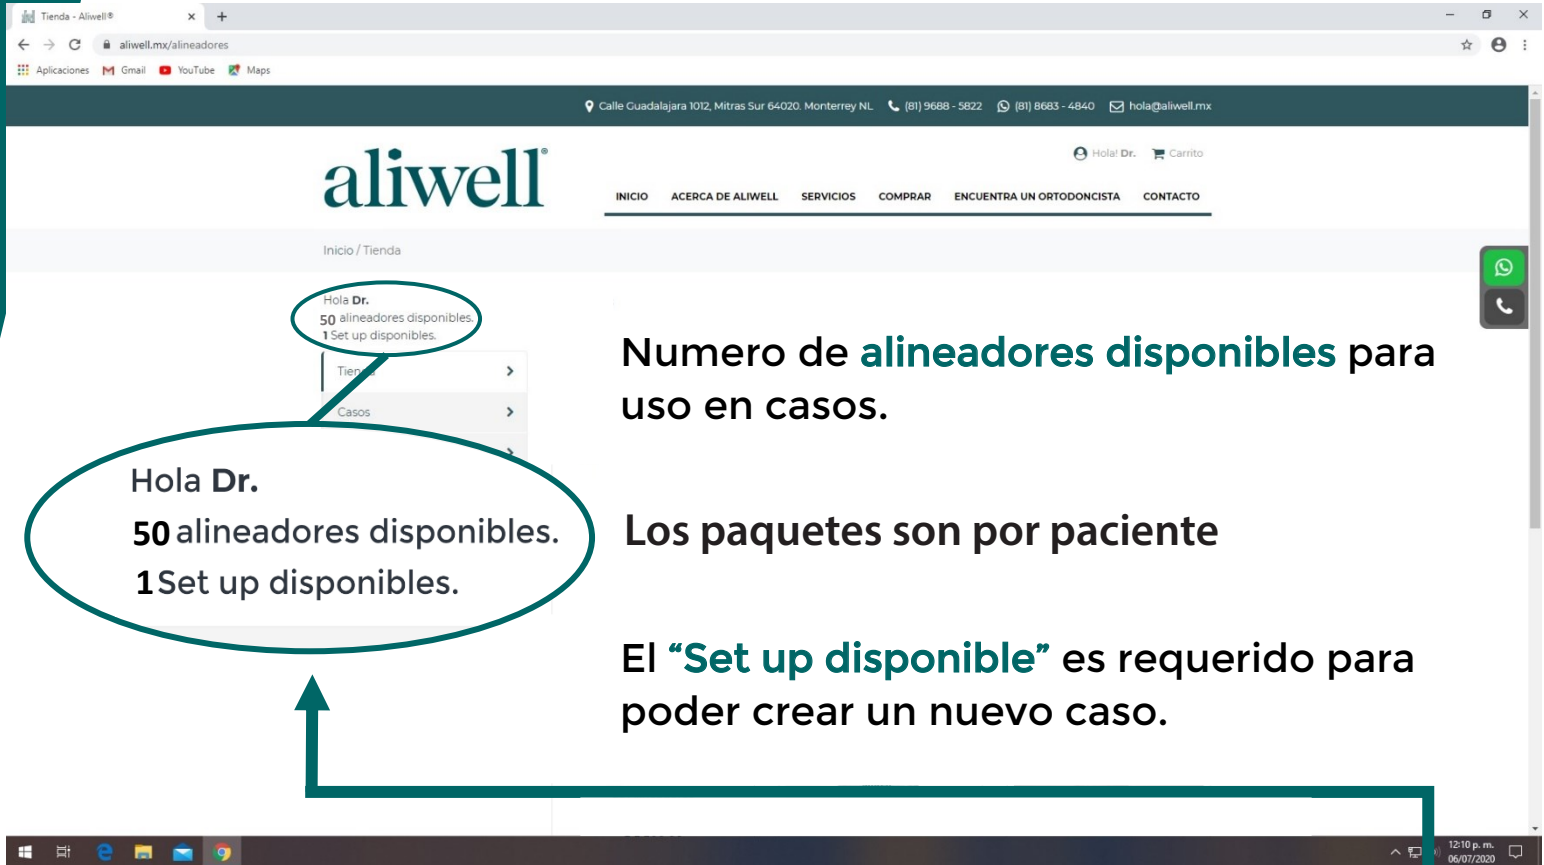 Tienda - Aliwell®
aliwell.mx/alineadores
Aplicaciones
Gmail
YouTube
Maps
Calle Guadalajara 1012, Mitras Sur 64020. Monterrey NL
(81) 9688 - 5822
(81) 8683 - 4840
hola@aliwell.mx
aliwell®
Hola! Dr.
Carrito
INICIO
ACERCA DE ALIWELL
SERVICIOS
COMPRAR
ENCUENTRA UN ORTODONCISTA
CONTACTO
Inicio / Tienda
Hola Dr.
50 alineadores disponibles.
1 Set up disponibles.
Casos
Hola Dr.
50 alineadores disponibles.
1 Set up disponibles.
Numero de alineadores disponibles para
uso en casos.
Los paquetes son por paciente
El “Set up disponible” es requerido para
poder crear un nuevo caso.
12:10 p. m.
06/07/2020